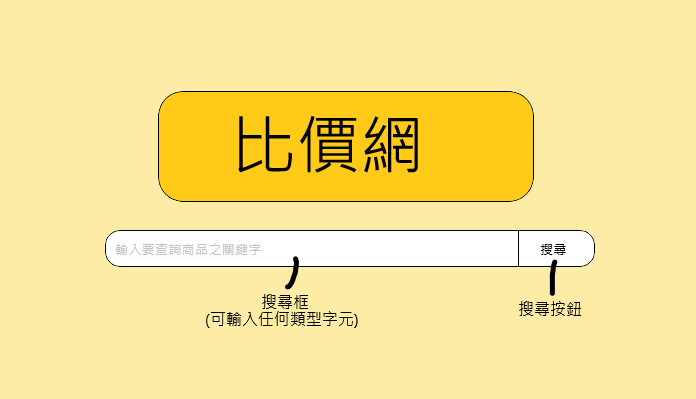 比價網
輸入要查詢商品之關鍵字
搜尋
搜尋框
(可輸入任何類型字元)
搜尋按鈕